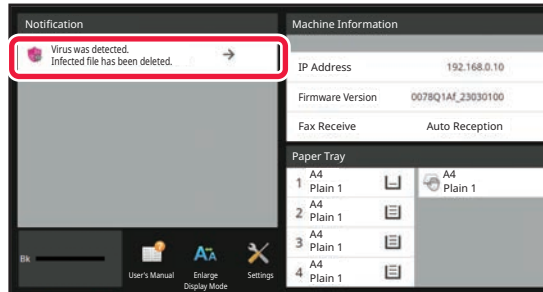 Notification
Virus was detected.
Infected file has been deleted.
Bk
User's Manual
Enlarge
Display Mode
Settings
Machine Information
IP Address 192.168.0.10
Firmware Version 0078Q1Af_23030100
Fax Receive Auto Reception
Paper Tray
1 A4
Plain 1
2 A4
Plain 1
3 A4
Plain 1
4 A4
Plain 1
A4
Plain 1